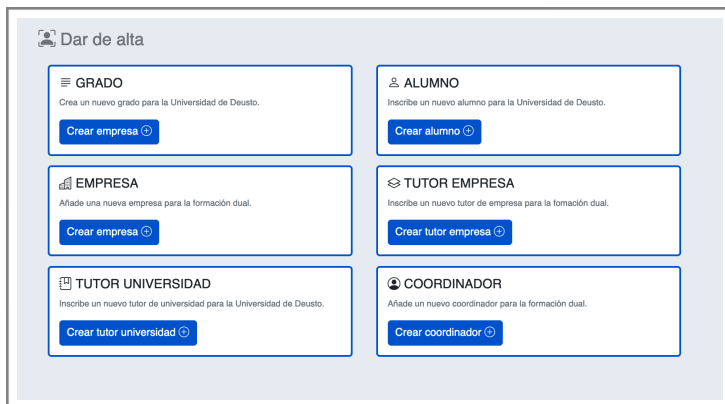 Dar de alta
GRADO
Crea un nuevo grado para la Universidad de Deusto.
Crear empresa
ALUMNO
Inscribe un nuevo alumno para la Universidad de Deusto.
Crear alumno
EMPRESA
Añade una nueva empresa para la formación dual.
Crear empresa
TUTOR EMPRESA
Inscribe un nuevo tutor de empresa para la fomación dual.
Crear tutor empresa
TUTOR UNIVERSIDAD
Inscribe un nuevo tutor de universidad para la Universidad de Deusto.
Crear tutor universidad
COORDINADOR
Añade un nuevo coordinador para la formación dual.
Crear coordinador